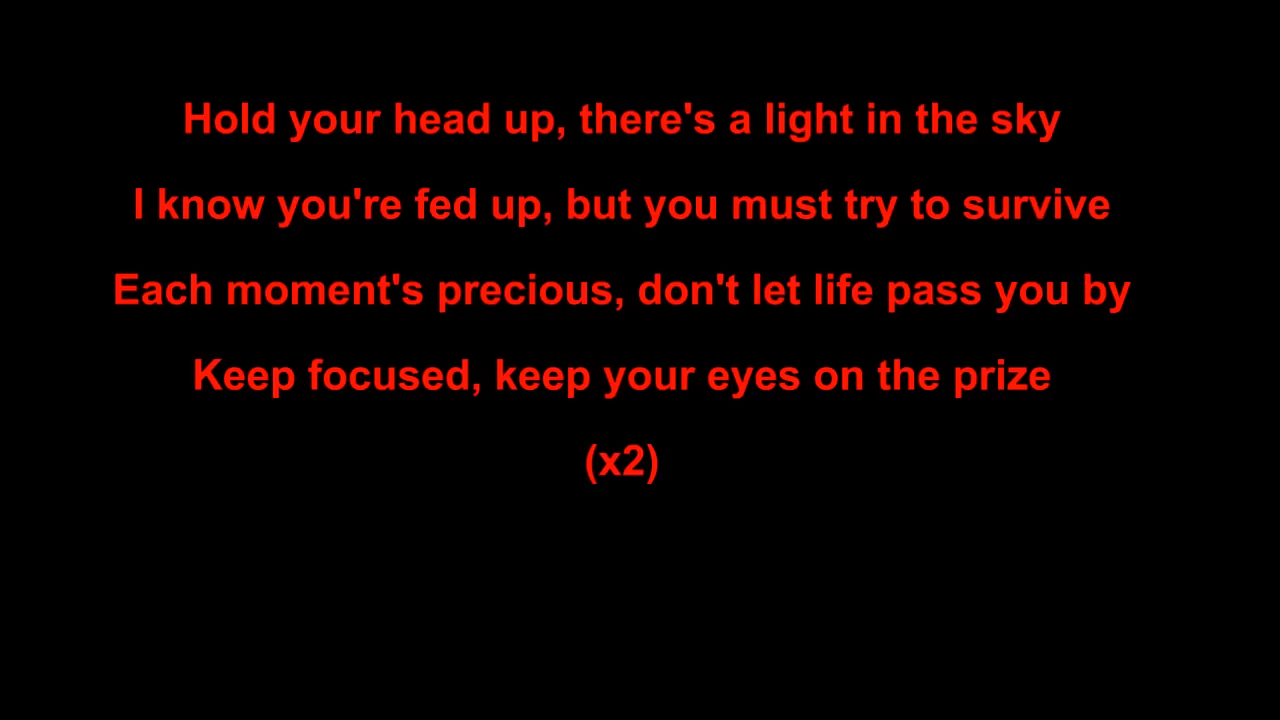 Hold your head up, there's a light in the sky
I know you're fed up, but you must try to survive
Each moment's precious, don't let life pass you by
Keep focused, keep your eyes on the prize
(x2)